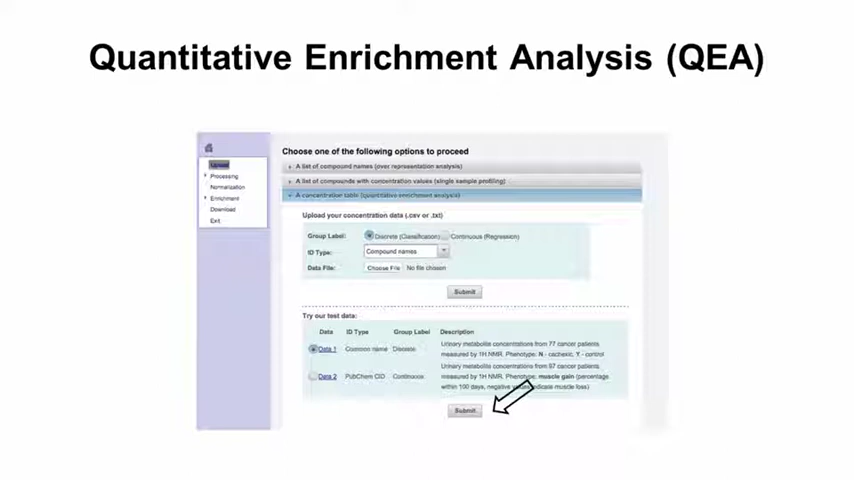 Quantitative Enrichment Analysis (QEA)
Choose one of the following options to proceed
Upload
Processing
Normalization
Enrichment
Download
Exit
A list of compound names (over representation analysis)
A list of compounds with concentration values (single sample profiling)
A concentration table (quantitative enrichment analysis)
Upload your concentration data (.csv or .txt)
Group Label: Discrete (Classification) Continuous (Regression)
ID Type: Compound names
Data File: Choose File No file chosen
Submit
Try our test data:
Data ID Type Group Label Description
Data 1 Common name Discrete Urinary metabolite concentrations from 77 cancer patients
measured by 1H NMR. Phenotype: N - cachexic, Y - control
Data 2 PubChem CID Continuous Urinary metabolite concentrations from 97 cancer patients
measured by 1H NMR. Phenotype: muscle gain (percentage
within 100 days, negative values indicate muscle loss)
Submit